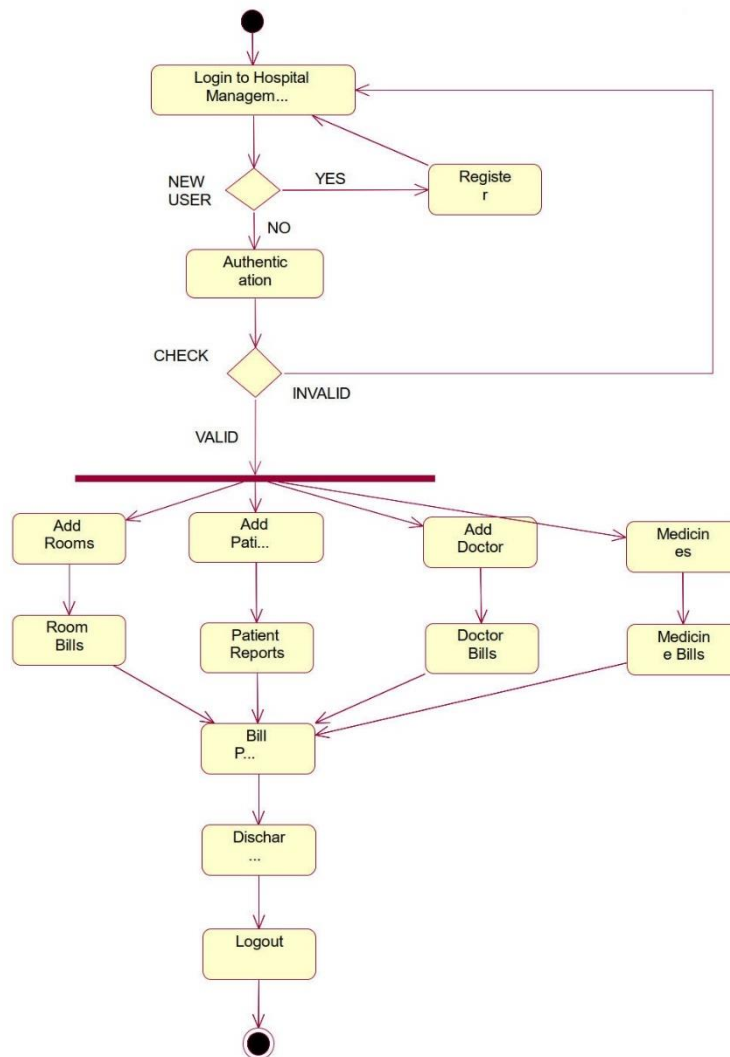 Login to Hospital
Managem...
NEW
USER
YES
Registe
r
NO
Authentic
ation
CHECK
INVALID
VALID
Add
Rooms
Add
Pati...
Add
Doctor
Medicin
es
Room
Bills
Patient
Reports
Doctor
Bills
Medicin
e Bills
Bill
P...
Dischar
...
Logout